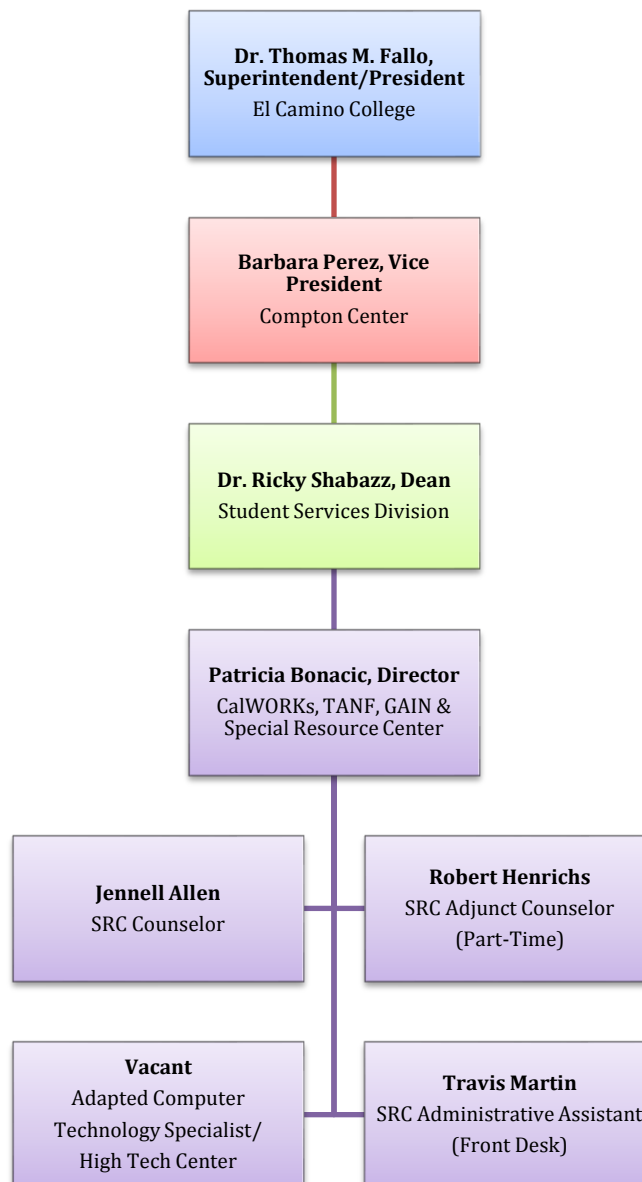 Dr. Thomas M. Fallo,
Superintendent/President
El Camino College
Barbara Perez, Vice
President
Compton Center
Dr. Ricky Shabazz, Dean
Student Services Division
Patricia Bonacic, Director
CalWORKs, TANF, GAIN &
Special Resource Center
Jennell Allen
SRC Counselor
Robert Henrichs
SRC Adjunct Counselor
(Part-Time)
Vacant
Adapted Computer
Technology Specialist/
High Tech Center
Travis Martin
SRC Administrative Assistant
(Front Desk)